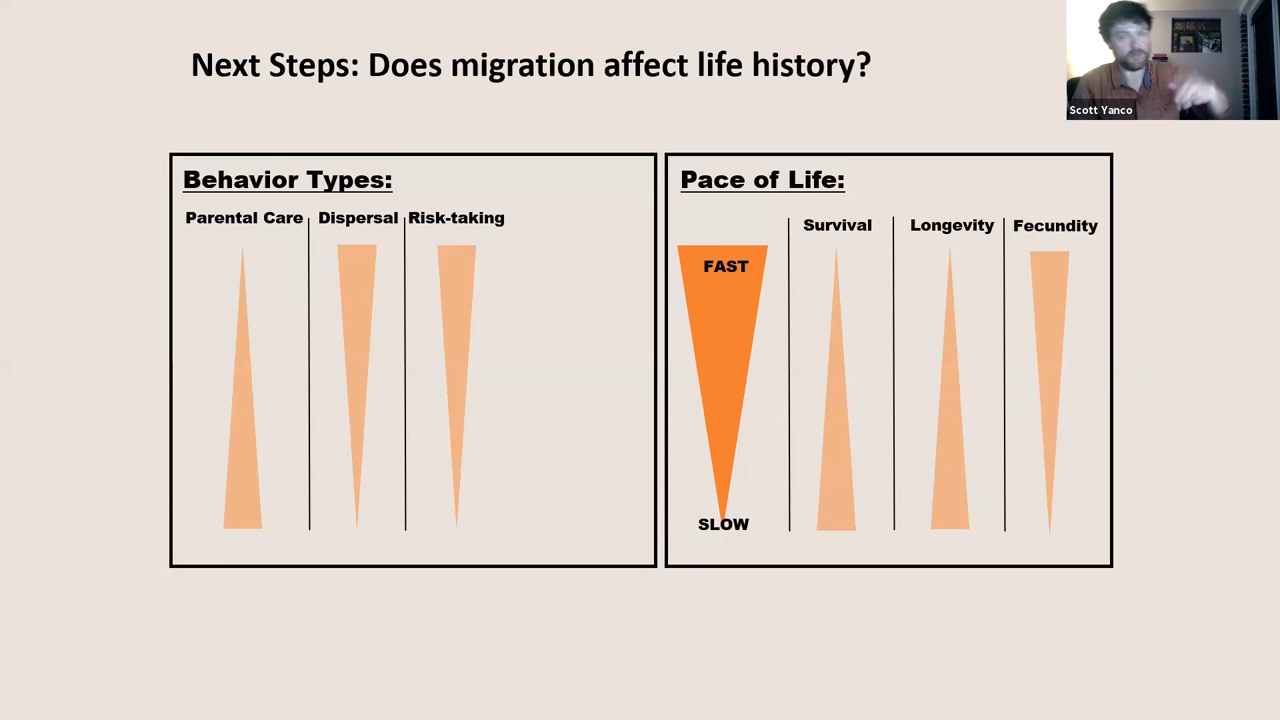 Next Steps: Does migration affect life history?
Scott Yanco
Behavior Types:
Parental Care
Dispersal
Risk-taking
Pace of Life:
Survival
Longevity
Fecundity
FAST
SLOW